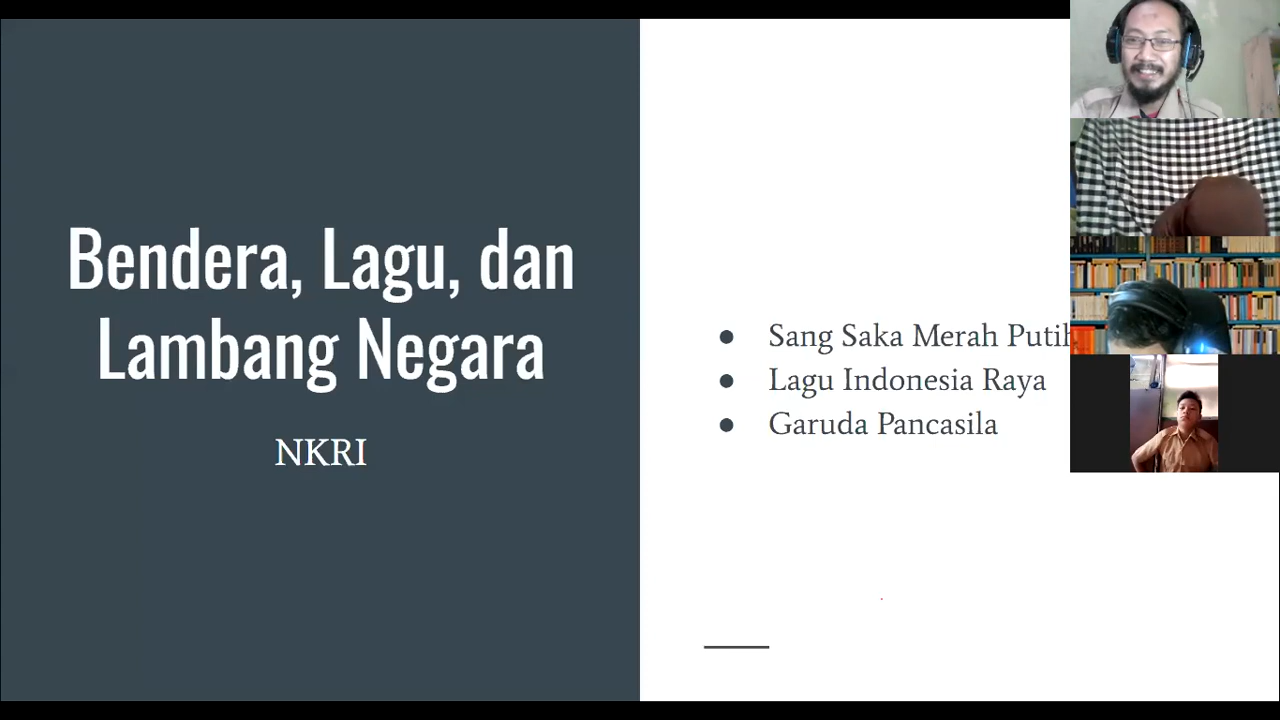 Bendera, Lagu, dan
Lambang Negara
NKRI
● Sang Saka Merah Putih
● Lagu Indonesia Raya
● Garuda Pancasila